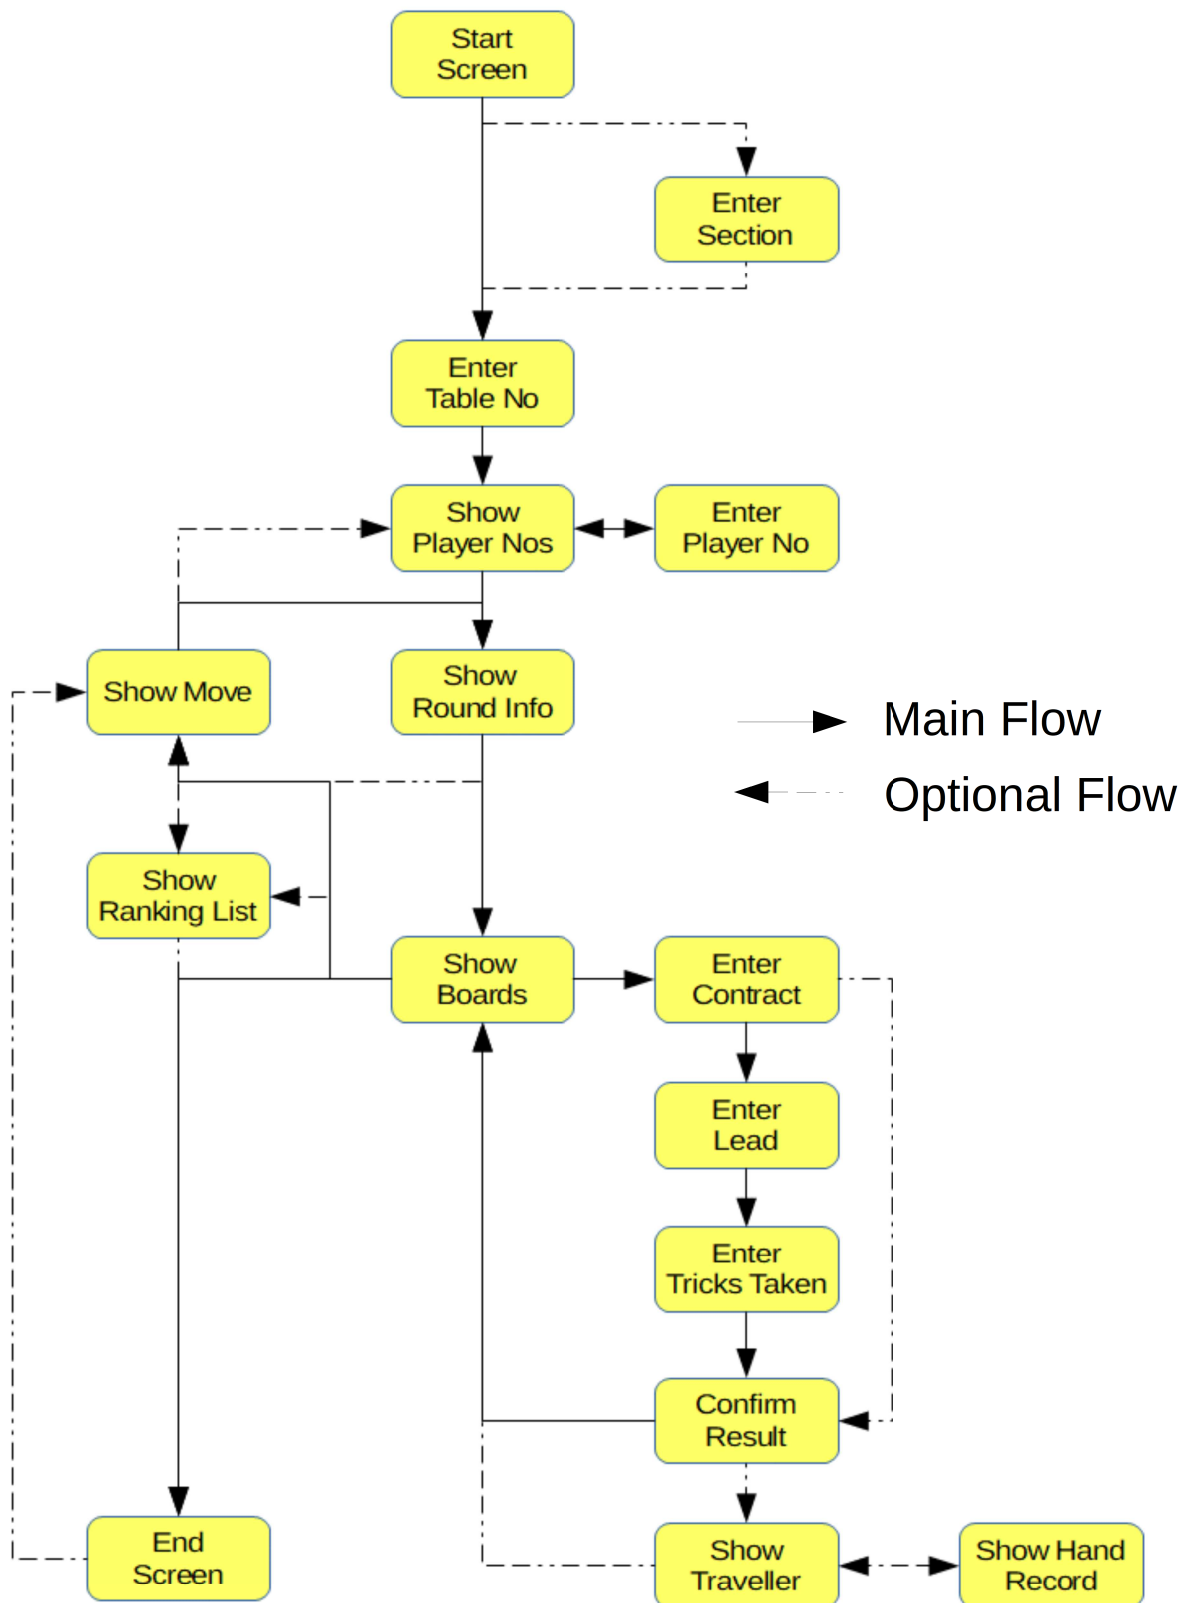 Start
Screen
Enter
Section
Enter
Table No
Show
Player Nos
Enter
Player No
Show Move
Show
Round Info
Main Flow
Optional Flow
Show
Ranking List
Show
Boards
Enter
Contract
Enter
Lead
Enter
Tricks Taken
Confirm
Result
End
Screen
Show
Traveller
Show Hand
Record